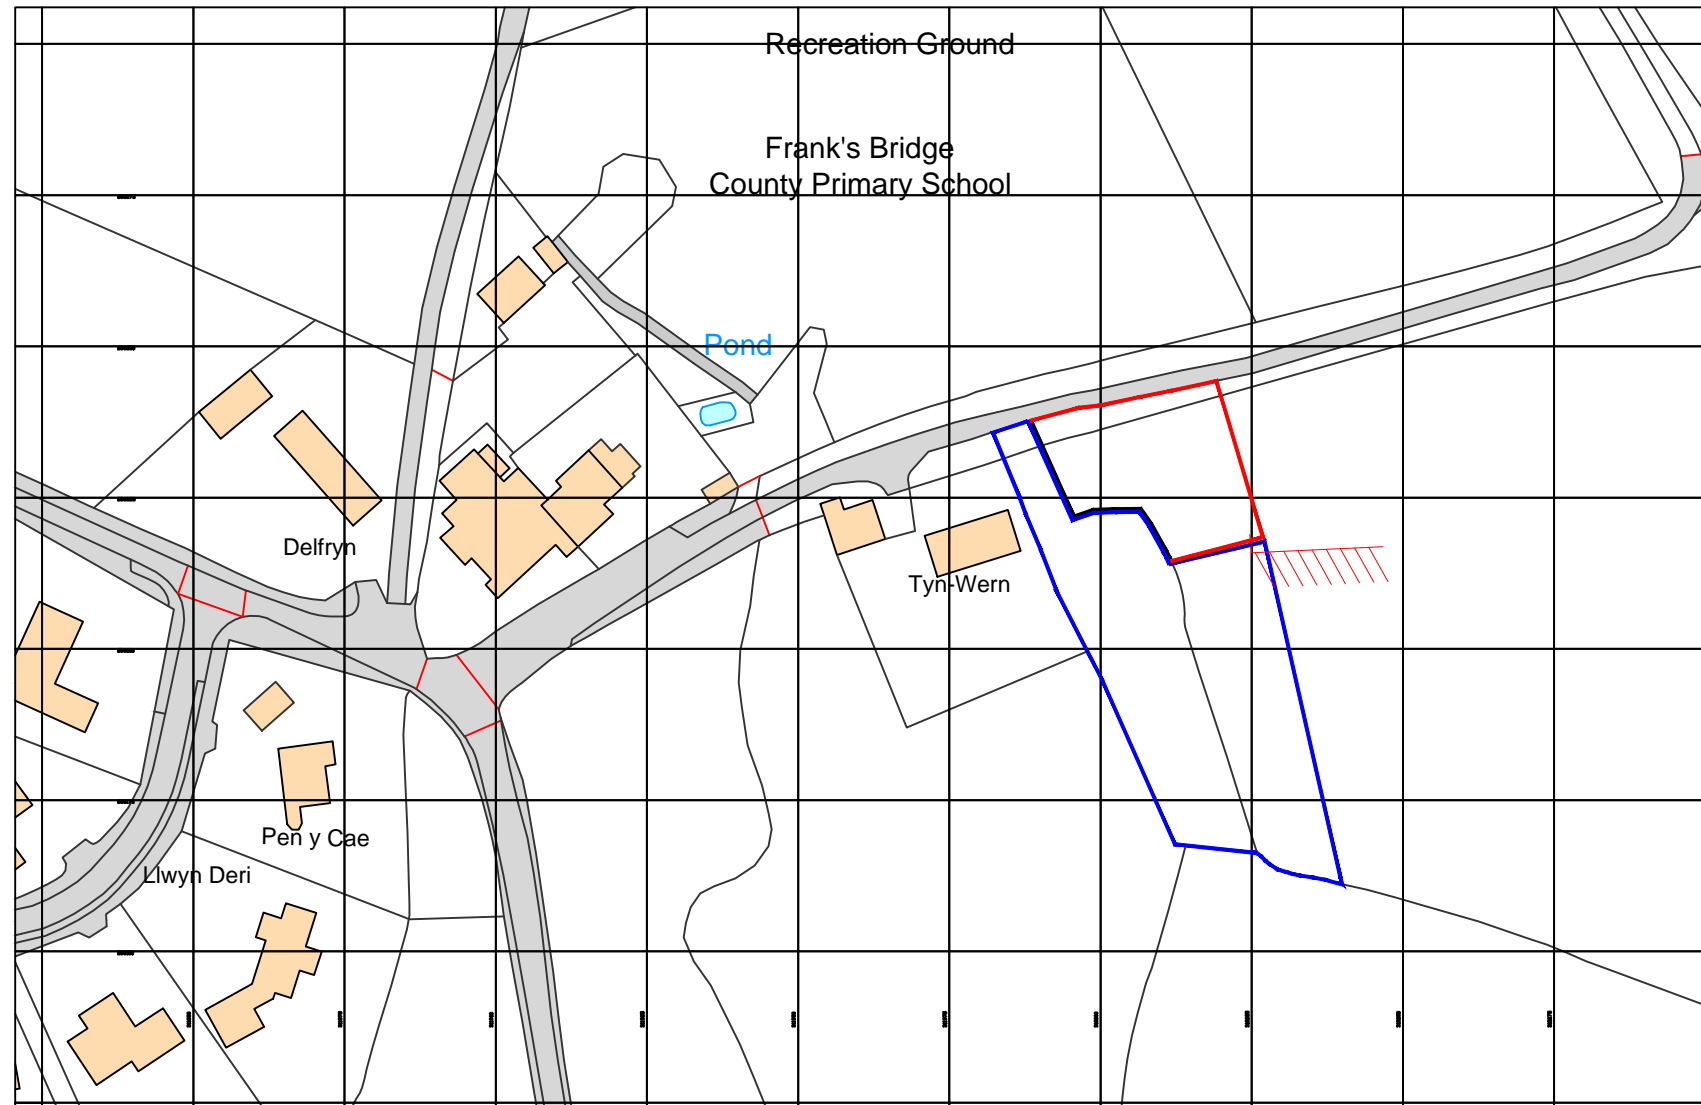 Recreation Ground
Frank's Bridge
County Primary School
Pond
Delfryn
Tyn-Wern
Pen y Cae
Llwyn Deri